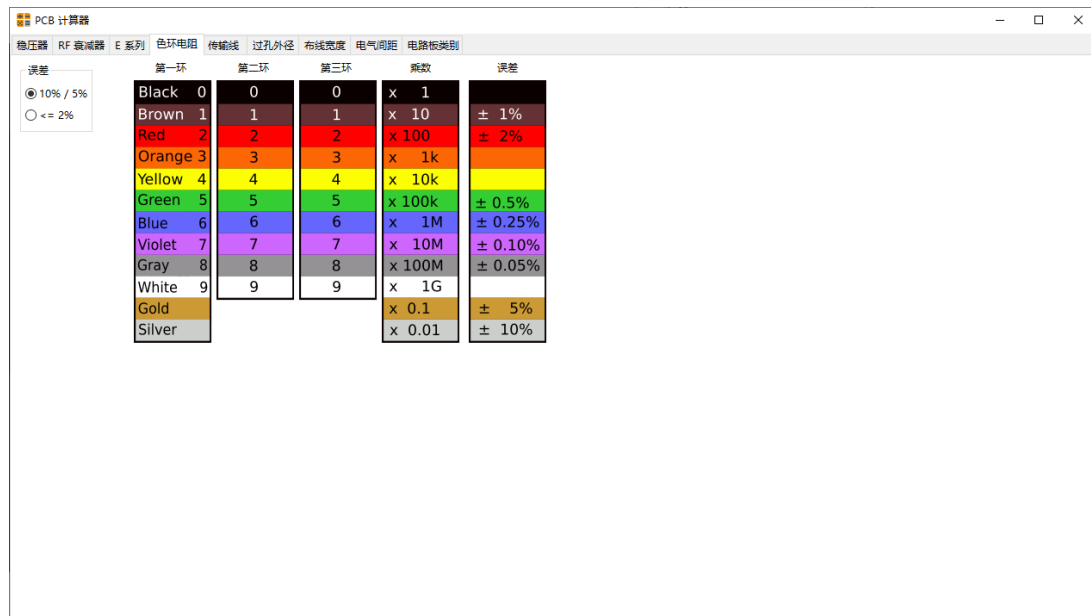 PCB 计算器
稳压器 RF 衰减器 E 系列 色环电阻 传输线 过孔外径 布线宽度 电气间距 电路板类别
误差
10% / 5%
<= 2%
第一环 第二环 第三环 乘数 误差
Black 0 0 0 x 1
Brown 1 1 1 x 10 ± 1%
Red 2 2 2 x 100 ± 2%
Orange 3 3 3 x 1k
Yellow 4 4 4 x 10k
Green 5 5 5 x 100k ± 0.5%
Blue 6 6 6 x 1M ± 0.25%
Violet 7 7 7 x 10M ± 0.10%
Gray 8 8 8 x 100M ± 0.05%
White 9 9 9 x 1G
Gold x 0.1 ± 5%
Silver x 0.01 ± 10%